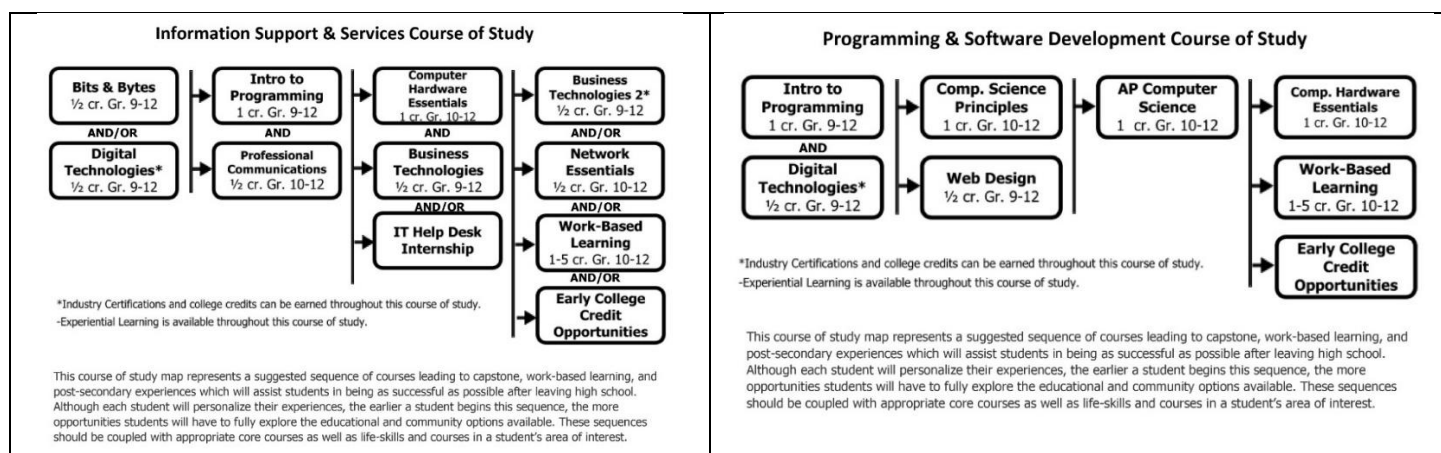 Information Support & Services Course of Study
Bits & Bytes
½ cr. Gr. 9-12
AND/OR
Digital
Technologies*
½ cr. Gr. 9-12
Intro to
Programming
1 cr. Gr. 9-12
AND
Professional
Communications
½ cr. Gr. 10-12
Computer
Hardware
Essentials
1 cr. Gr. 10-12
AND
Business
Technologies
½ cr. Gr. 9-12
AND/OR
IT Help Desk
Internship
Business
Technologies 2*
½ cr. Gr. 9-12
AND/OR
Network
Essentials
½ cr. Gr. 10-12
AND/OR
Work-Based
Learning
1-5 cr. Gr. 10-12
AND/OR
Early College
Credit
Opportunities
*Industry Certifications and college credits can be earned throughout this course of study.
-Experiential Learning is available throughout this course of study.
This course of study map represents a suggested sequence of courses leading to capstone, work-based learning, and
post-secondary experiences which will assist students in being as successful as possible after leaving high school.
Although each student will personalize their experiences, the earlier a student begins this sequence, the more
opportunities students will have to fully explore the educational and community options available. These sequences
should be coupled with appropriate core courses as well as life-skills and courses in a student's area of interest.
Programming & Software Development Course of Study
Intro to
Programming
1 cr. Gr. 9-12
AND
Digital
Technologies*
½ cr. Gr. 9-12
Comp. Science
Principles
1 cr. Gr. 10-12
Web Design
½ cr. Gr. 9-12
AP Computer
Science
1 cr. Gr. 10-12
Comp. Hardware
Essentials
1 cr. Gr. 10-12
Work-Based
Learning
1-5 cr. Gr. 10-12
Early College
Credit
Opportunities
*Industry Certifications and college credits can be earned throughout this course of study.
-Experiential Learning is available throughout this course of study.
This course of study map represents a suggested sequence of courses leading to capstone, work-based learning, and
post-secondary experiences which will assist students in being as successful as possible after leaving high school.
Although each student will personalize their experiences, the earlier a student begins this sequence, the more
opportunities students will have to fully explore the educational and community options available. These sequences
should be coupled with appropriate core courses as well as life-skills and courses in a student's area of interest.